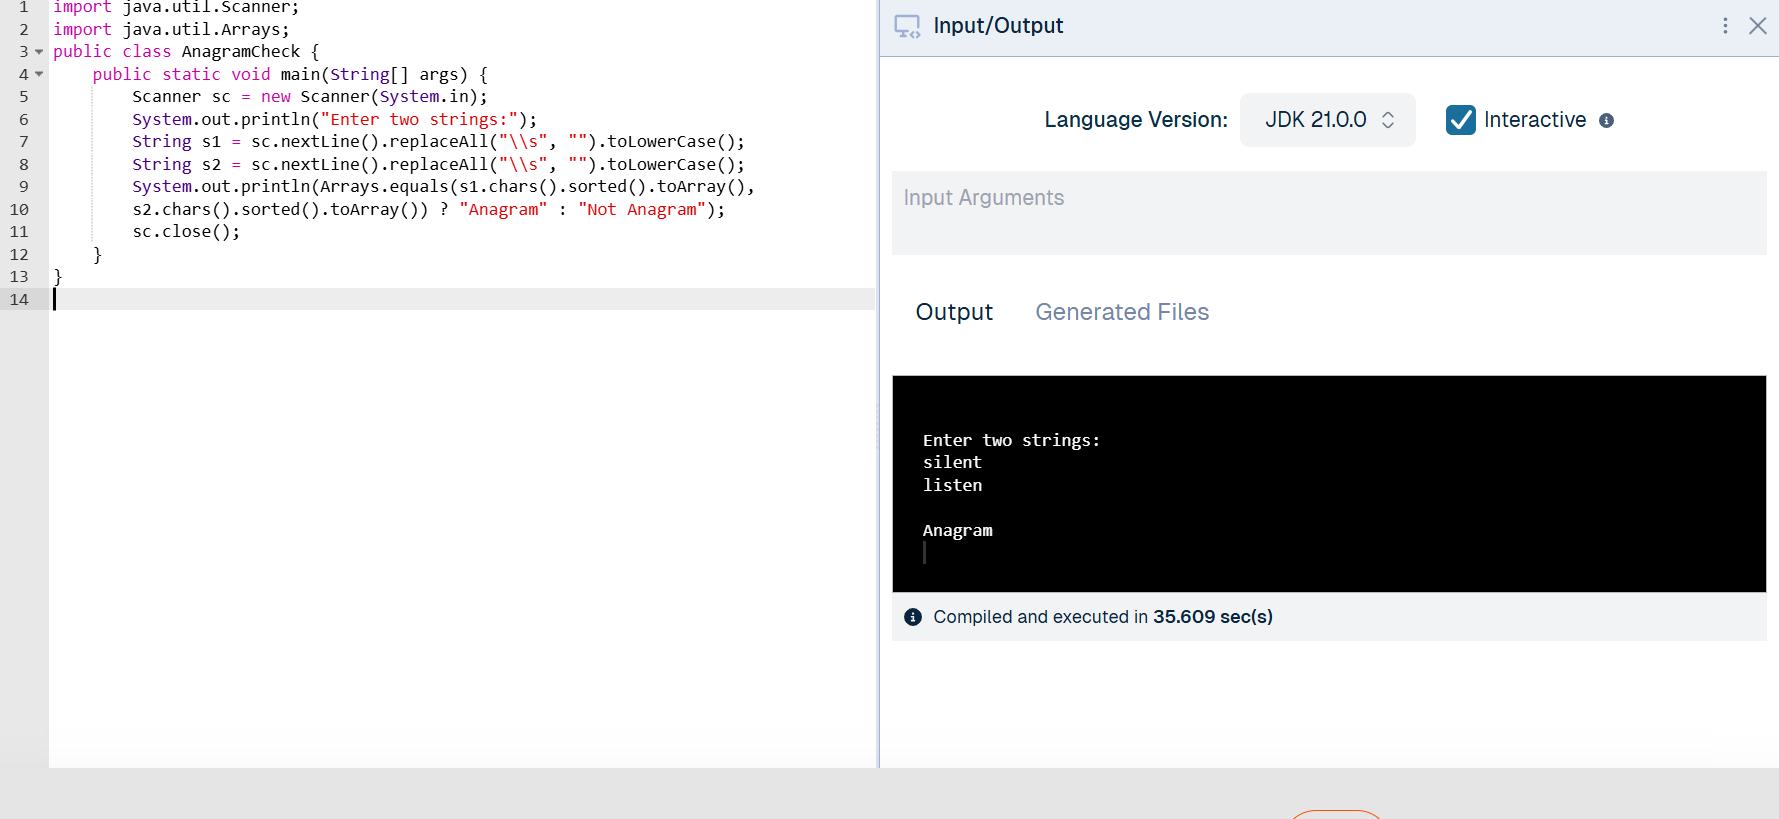 1 import java.util.Scanner;
2 import java.util.Arrays;
3 public class AnagramCheck {
4     public static void main(String[] args) {
5         Scanner sc = new Scanner(System.in);
6         System.out.println("Enter two strings:");
7         String s1 = sc.nextLine().replaceAll("\\s", "").toLowerCase();
8         String s2 = sc.nextLine().replaceAll("\\s", "").toLowerCase();
9         System.out.println(Arrays.equals(s1.chars().sorted().toArray(),
10         s2.chars().sorted().toArray()) ? "Anagram" : "Not Anagram");
11         sc.close();
12     }
13 }
14
Input/Output
Language Version: JDK 21.0.0 Interactive
Input Arguments
Output Generated Files
Enter two strings:
silent
listen
Anagram
Compiled and executed in 35.609 sec(s)